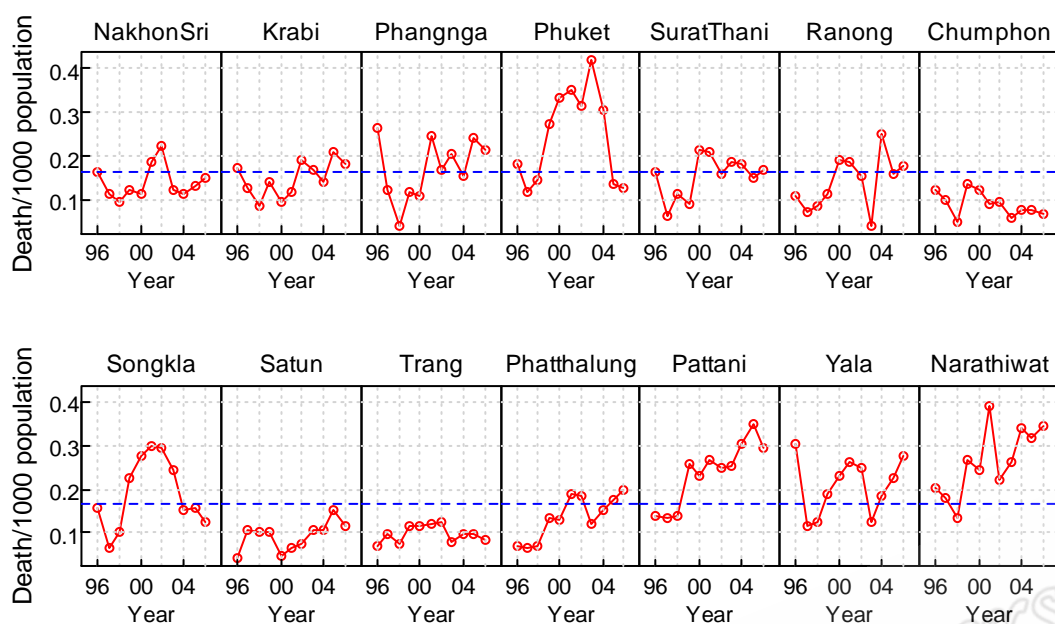 NakhonSri Krabi Phangnga Phuket SuratThani Ranong Chumphon
Death/1000 population
0.4
0.3
0.2
0.1
96 00 04 96 00 04 96 00 04 96 00 04 96 00 04 96 00 04 96 00 04
Year Year Year Year Year Year Year
Songkla Satun Trang Phatthalung Pattani Yala Narathiwat
Death/1000 population
0.4
0.3
0.2
0.1
96 00 04 96 00 04 96 00 04 96 00 04 96 00 04 96 00 04 96 00 04
Year Year Year Year Year Year Year